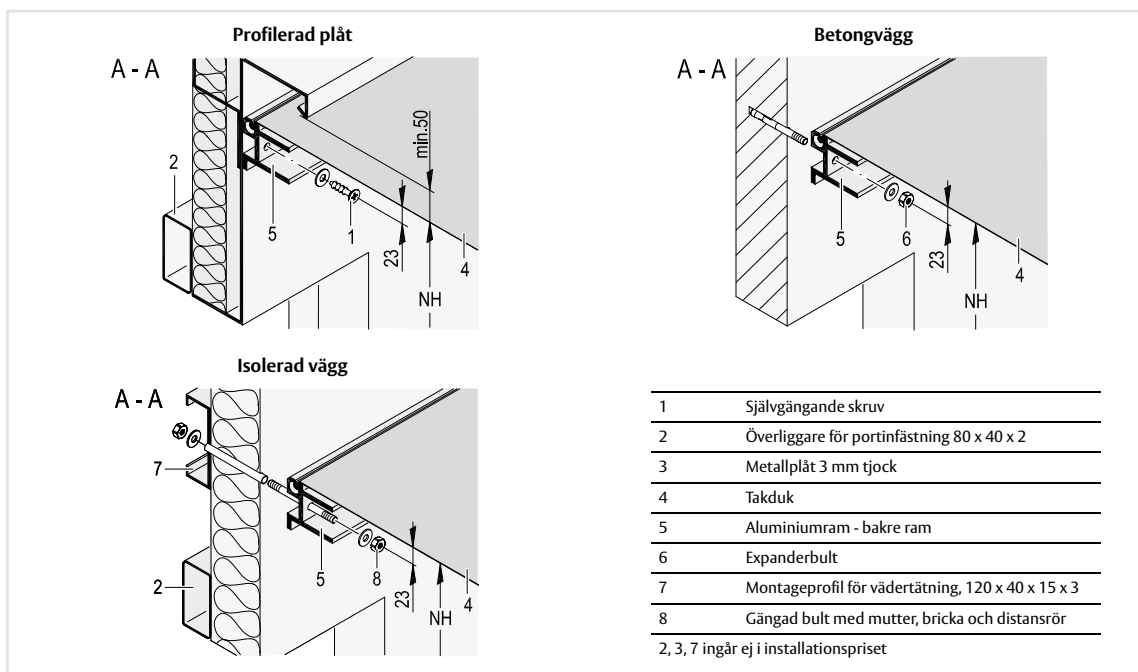 Profilerad plåt
A - A
2
5
1
23
min.50
NH
4
Betongvägg
A - A
5
6
23
NH
4
Isolerad vägg
A - A
7
2
5
8
23
NH
4
1 Självgängande skruv
2 Överliggare för portinfästning 80 x 40 x 2
3 Metallplåt 3 mm tjock
4 Takduk
5 Aluminiumram - bakre ram
6 Expanderbult
7 Montageprofil för vädertätning, 120 x 40 x 15 x 3
8 Gängad bult med mutter, bricka och distansrör
2, 3, 7 ingår ej i installationspriset